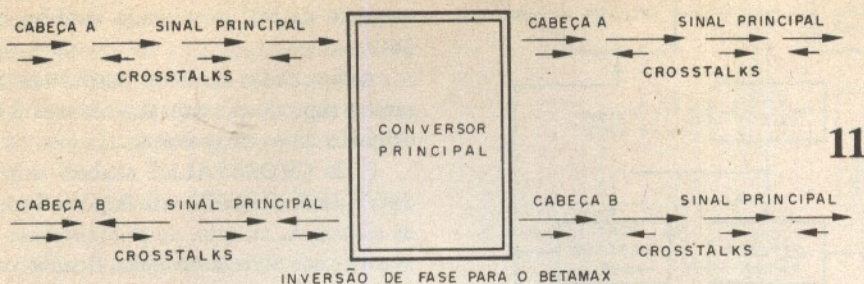 CABEÇA A SINAL PRINCIPAL
CROSSTALKS
CABEÇA A SINAL PRINCIPAL
CROSSTALKS
CONVERSOR
PRINCIPAL
11
CABEÇA B SINAL PRINCIPAL
CROSSTALKS
CABEÇA B SINAL PRINCIPAL
CROSSTALKS
INVERSÃO DE FASE PARA O BETAMAX